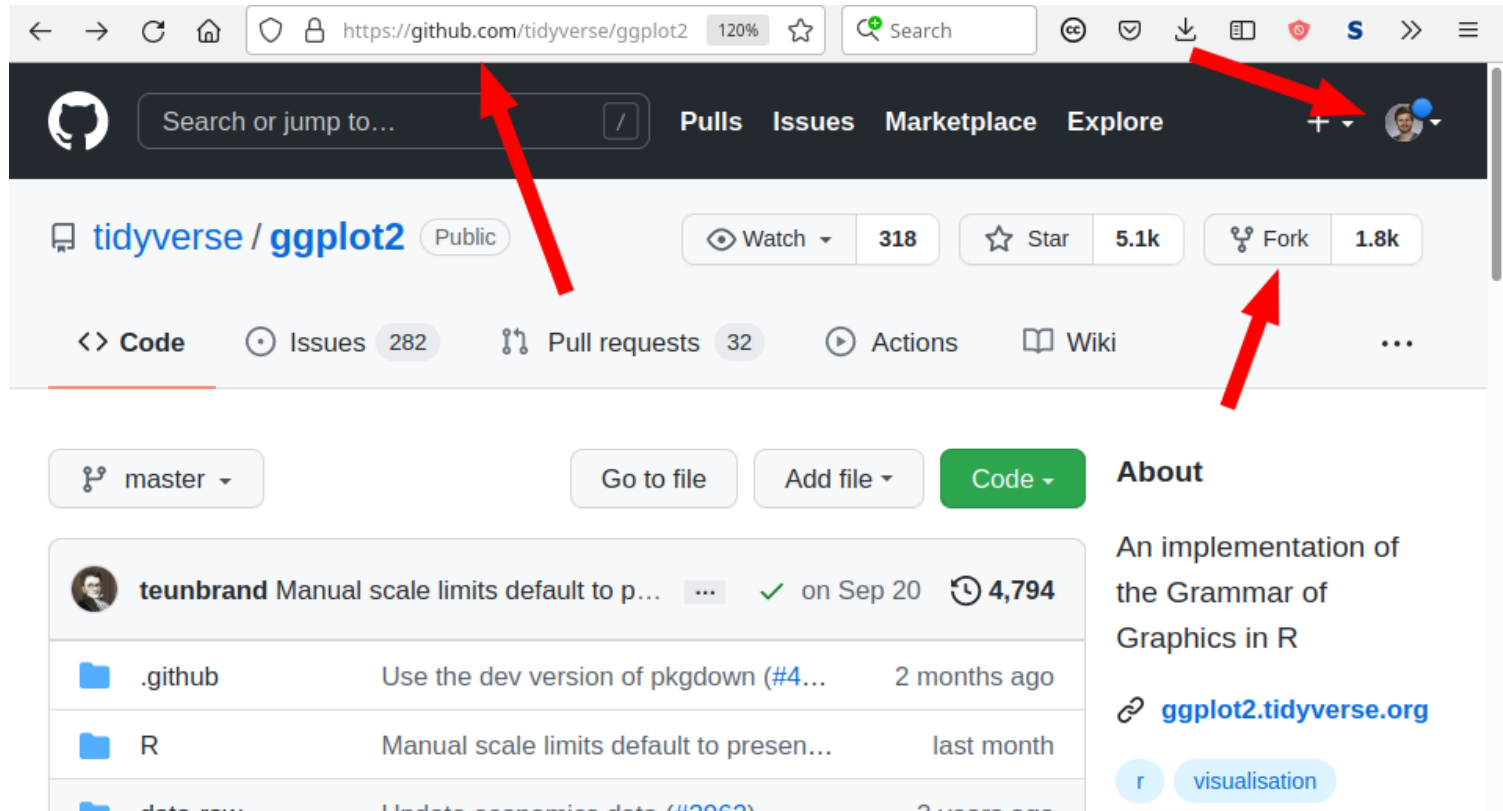 https://github.com/tidyverse/ggplot2 120% Search cc S
Search or jump to… / Pulls Issues Marketplace Explore +
tidyverse / ggplot2 Public Watch 318 Star 5.1k Fork 1.8k
<> Code Issues 282 Pull requests 32 Actions Wiki ...
master Go to file Add file Code About
An implementation of
the Grammar of
Graphics in R
teunbrand Manual scale limits default to p… ... on Sep 20 4,794
.github Use the dev version of pkgdown (#4… 2 months ago
ggplot2.tidyverse.org
R Manual scale limits default to presen… last month
r visualisation